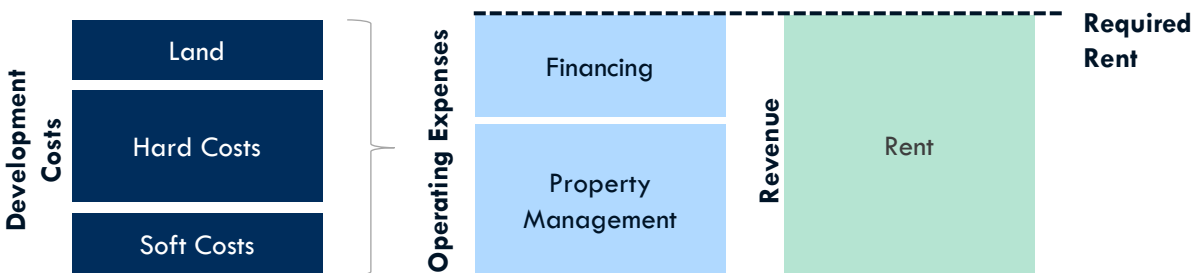 Development
Costs
Land
Hard Costs
Soft Costs
Operating Expenses
Financing
Property
Management
Revenue
Rent
Required
Rent